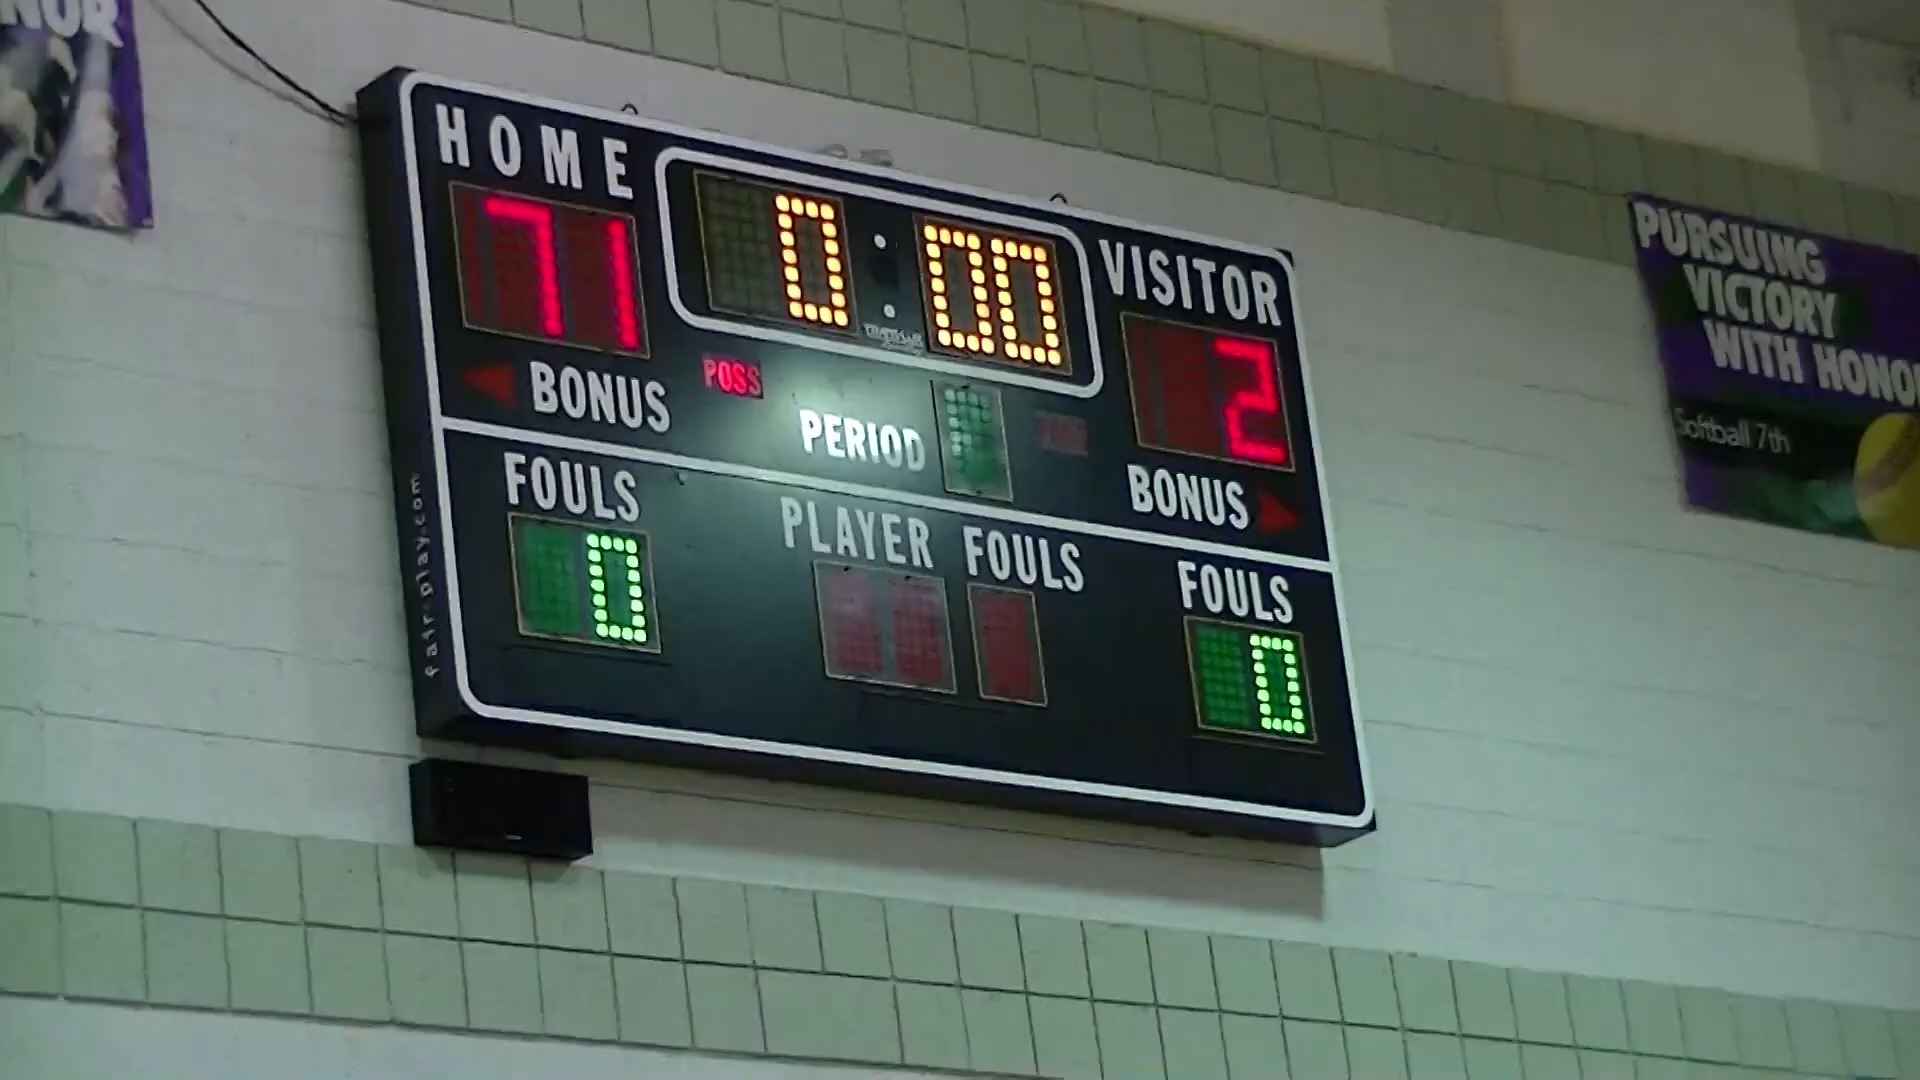 NOR
HOME
71
0:00
VISITOR
2
BONUS
POSS
PERIOD
BONUS
FOULS
0
PLAYER FOULS
FOULS
0
fair-play.com
PURSUING
VICTORY
WITH HONO
Softball 7th